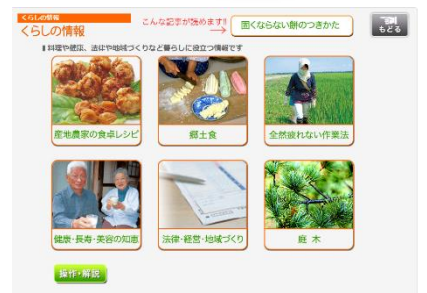 くらしの情報
くらしの情報
こんな記事が読めます!
固くならない餅のつきかた
もどる
料理や健康、法律や地域づくりなど暮らしに役立つ情報です
産地農家の食卓レシピ
郷土食
全然疲れない作業法
健康・長寿・美容の知恵
法律・経営・地域づくり
庭木
操作・解説